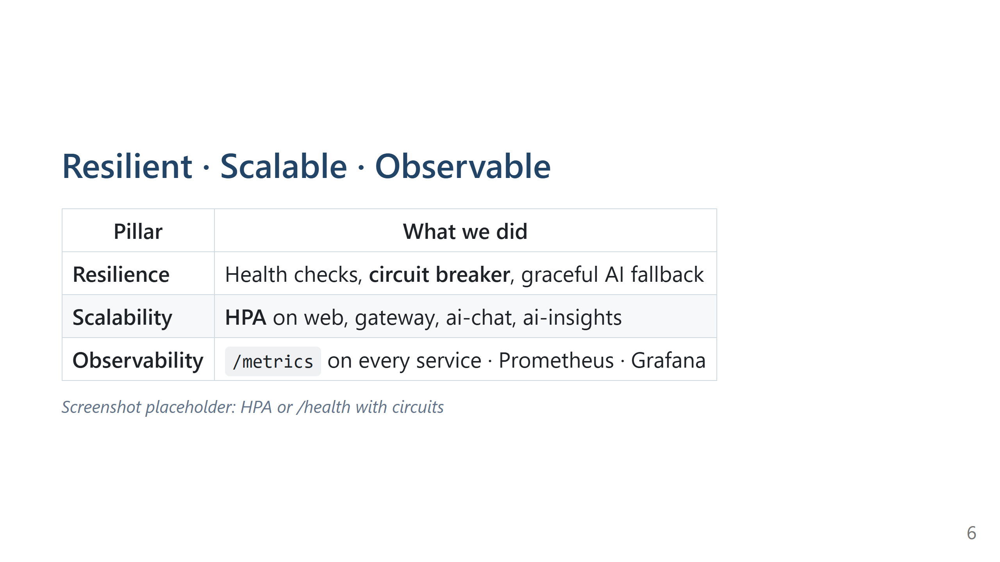 Resilient · Scalable · Observable
Pillar What we did
Resilience Health checks, circuit breaker, graceful AI fallback
Scalability HPA on web, gateway, ai-chat, ai-insights
Observability /metrics on every service · Prometheus · Grafana
Screenshot placeholder: HPA or /health with circuits
6